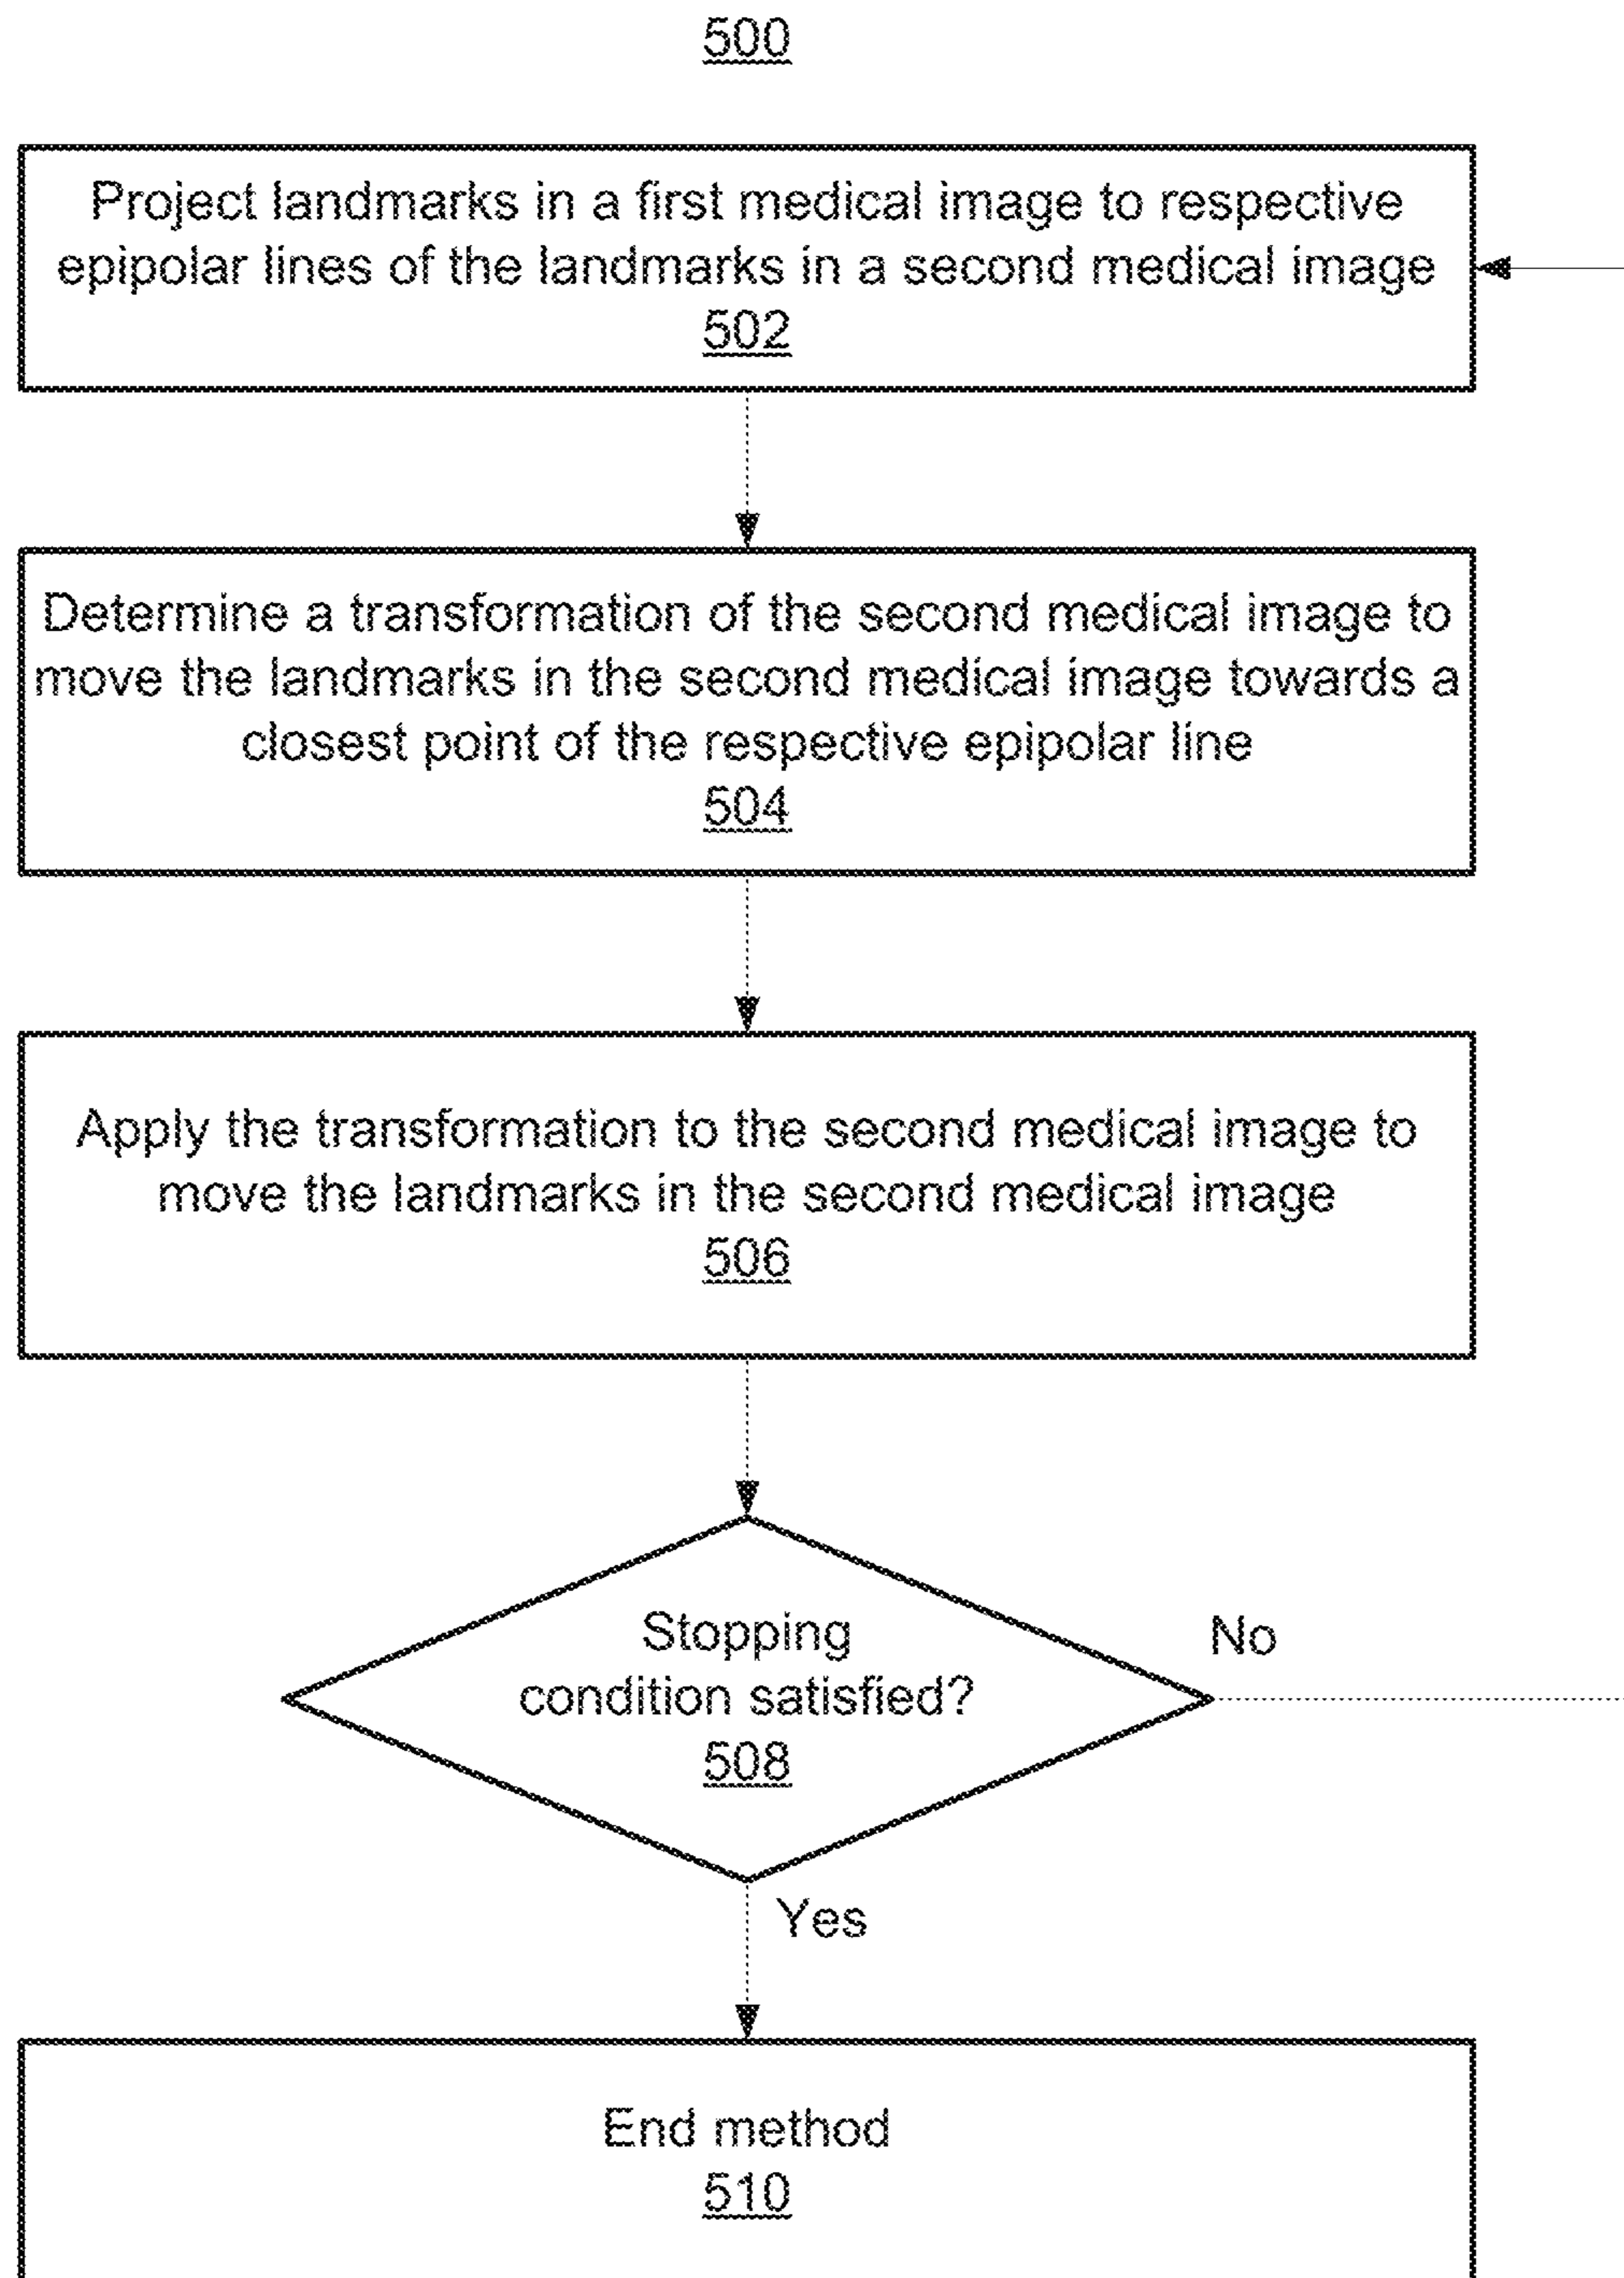 500
Project landmarks in a first medical image to respective
epipolar lines of the landmarks in a second medical image
502
Determine a transformation of the second medical image to
move the landmarks in the second medical image towards a
closest point of the respective epipolar line
504
Apply the transformation to the second medical image to
move the landmarks in the second medical image
506
Stopping
condition satisfied?
508
No
Yes
End method
510